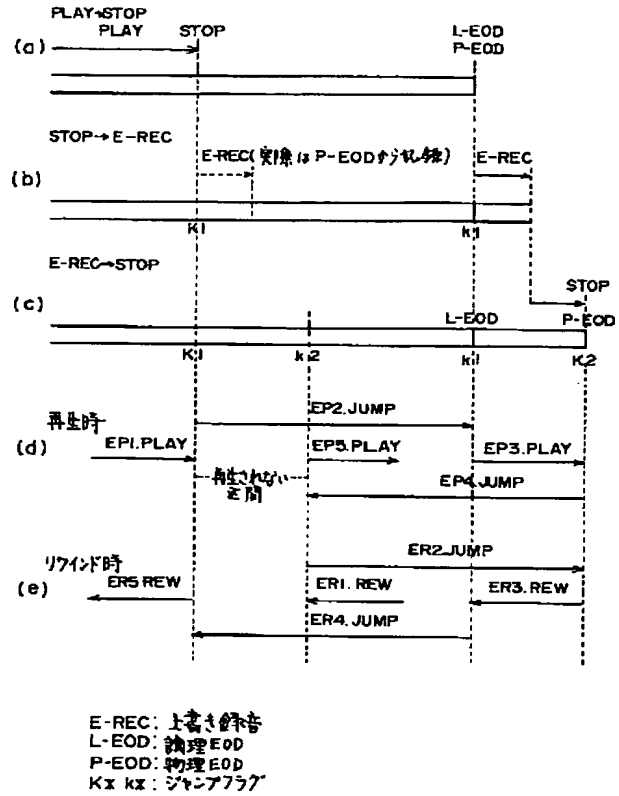 PLAY→STOP
PLAY STOP L-EOD
P-EOD
(a)
STOP→E-REC
E-REC(実際はP-EODから記録) E-REC
(b)
K1 k1
E-REC→STOP
STOP
(c)
L-EOD P-EOD
K1 k2 k1 K2
再生時
EP2.JUMP
(d)
EP1.PLAY EP5.PLAY EP3.PLAY
再生されない
区間
EP4.JUMP
リワインド時
ER2.JUMP
(e)
ER5.REW ER1.REW ER3.REW
ER4.JUMP
E-REC: 上書き録音
L-EOD: 論理EOD
P-EOD: 物理EOD
Kx kx: ジャンプフラグ